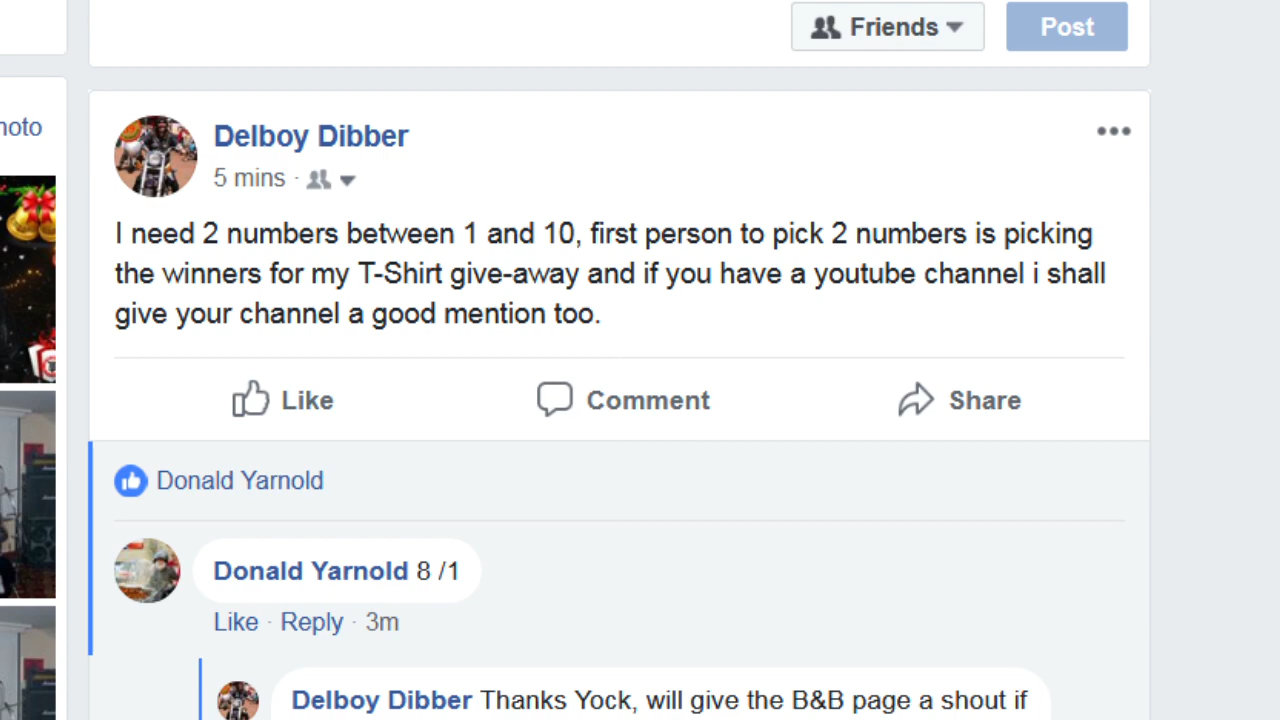 Friends
Post
hoto
Delboy Dibber
5 mins ·
I need 2 numbers between 1 and 10, first person to pick 2 numbers is picking
the winners for my T-Shirt give-away and if you have a youtube channel i shall
give your channel a good mention too.
Like
Comment
Share
Donald Yarnold
Donald Yarnold 8 /1
Like · Reply · 3m
Delboy Dibber Thanks Yock, will give the B&B page a shout if